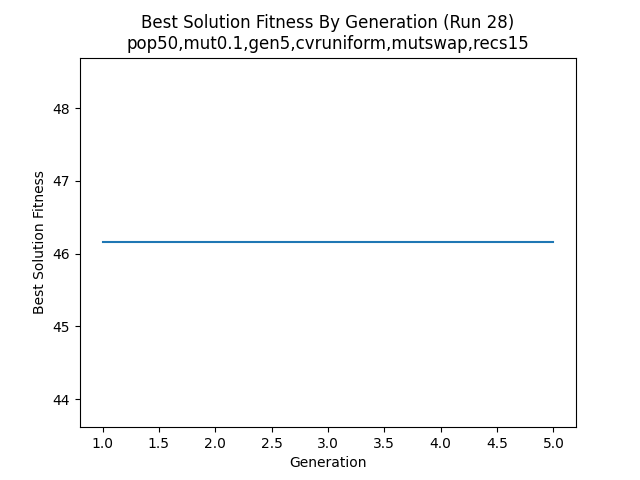 Best Solution Fitness By Generation (Run 28)
pop50,mut0.1,gen5,cvruniform,mutswap,recs15
48
47
46
45
44
Best Solution Fitness
1.0 1.5 2.0 2.5 3.0 3.5 4.0 4.5 5.0
Generation